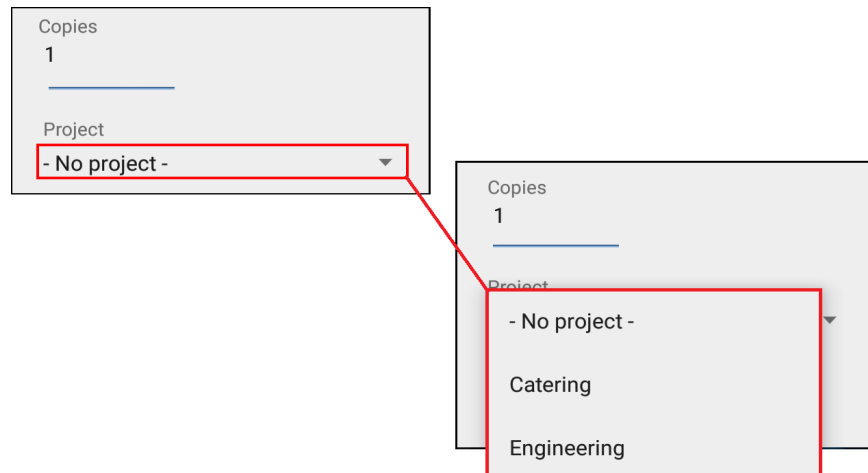 Copies
1
Project
- No project -
Copies
1
Project
- No project -
Catering
Engineering